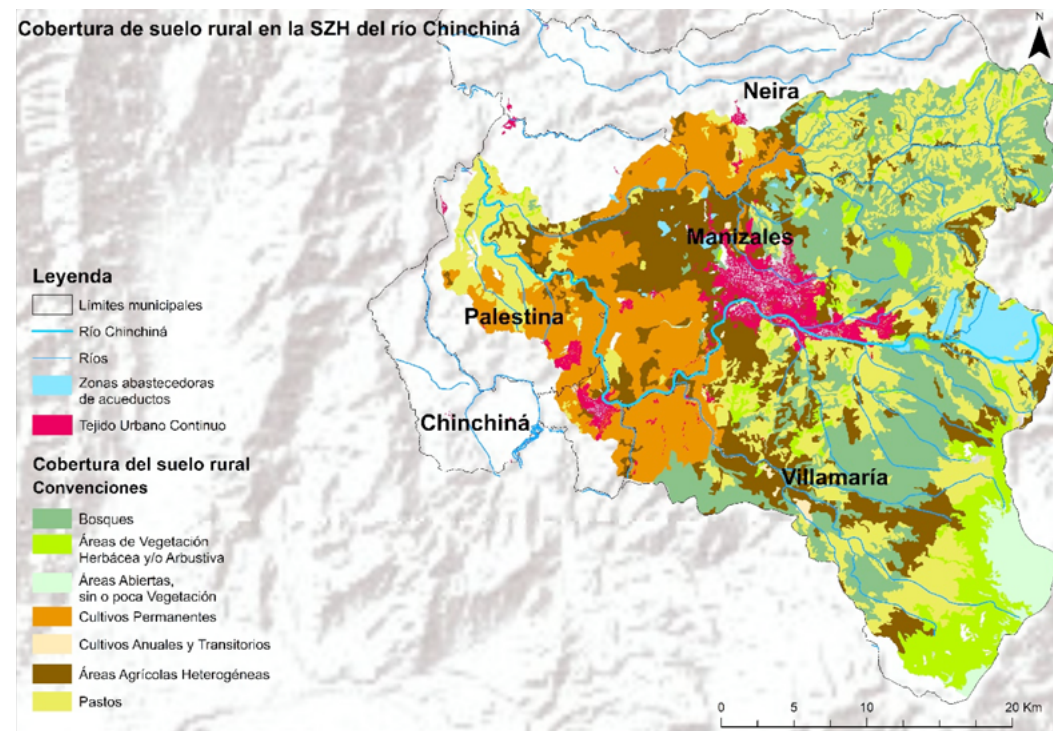 Cobertura de suelo rural en la SZH del río Chinchiná
N
Neira
Manizales
Palestina
Chinchiná
Villamaría
Leyenda
Límites municipales
Río Chinchiná
Ríos
Zonas abastecedoras
de acueductos
Tejido Urbano Continuo
Cobertura del suelo rural
Convenciones
Bosques
Áreas de Vegetación
Herbácea y/o Arbustiva
Áreas Abiertas,
sin o poca Vegetación
Cultivos Permanentes
Cultivos Anuales y Transitorios
Áreas Agrícolas Heterogéneas
Pastos
0 5 10 20 Km